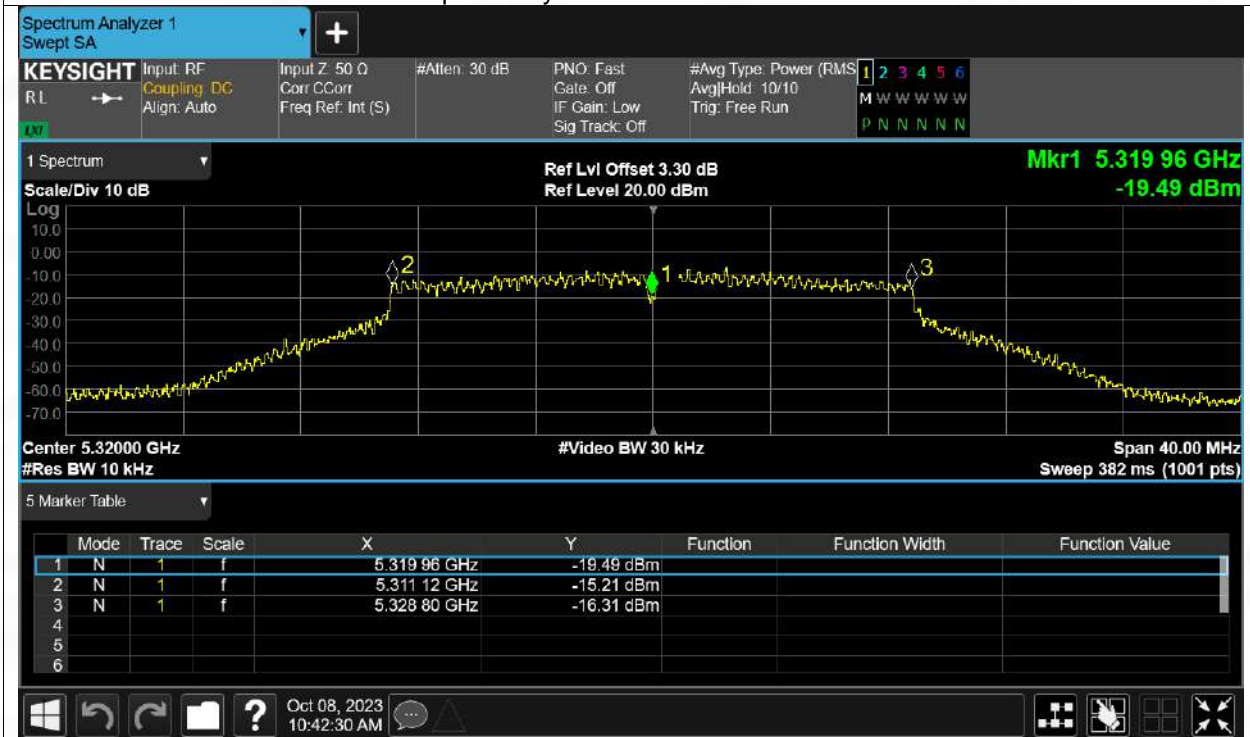 Spectrum Analyzer 1
Swept SA
+
KEYSIGHT
RL
LXI
Input: RF
Coupling: DC
Align: Auto
Input Z: 50 Ω
Corr CCorr
Freq Ref: Int (S)
#Atten: 30 dB
PNO: Fast
Gate: Off
IF Gain: Low
Sig Track: Off
#Avg Type: Power (RMS
Avg|Hold: 10/10
Trig: Free Run
1 2 3 4 5 6
M W W W W W
P N N N N N
1 Spectrum
Scale/Div 10 dB
Ref Lvl Offset 3.30 dB
Ref Level 20.00 dBm
Mkr1 5.319 96 GHz
-19.49 dBm
Log
10.0
0.00
-10.0
-20.0
-30.0
-40.0
-50.0
-60.0
-70.0
2
1
3
Center 5.32000 GHz
#Res BW 10 kHz
#Video BW 30 kHz
Span 40.00 MHz
Sweep 382 ms (1001 pts)
5 Marker Table
Mode Trace Scale X Y Function Function Width Function Value
1 N 1 f 5.319 96 GHz -19.49 dBm
2 N 1 f 5.311 12 GHz -15.21 dBm
3 N 1 f 5.328 80 GHz -16.31 dBm
4
5
6
?
Oct 08, 2023
10:42:30 AM